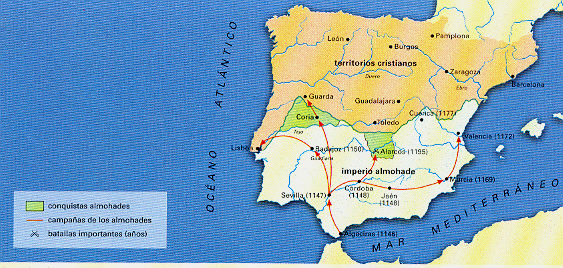 OCÉANO ATLÁNTICO
León
Burgos
Pamplona
territorios cristianos
Duero
Zaragoza
Ebro
Barcelona
Guarda
Guadalajara
Coria
Toledo
Cuenca (1177)
Tajo
Lisboa
Badajoz (1150)
Guadiana
Alarcos (1195)
Valencia (1172)
imperio almohade
Sevilla (1147)
Córdoba
(1148)
Jaén
(1148)
Murcia (1169)
Algeciras (1146)
MAR MEDITERRÁNEO
conquistas almohades
campañas de los almohades
batallas importantes (años)